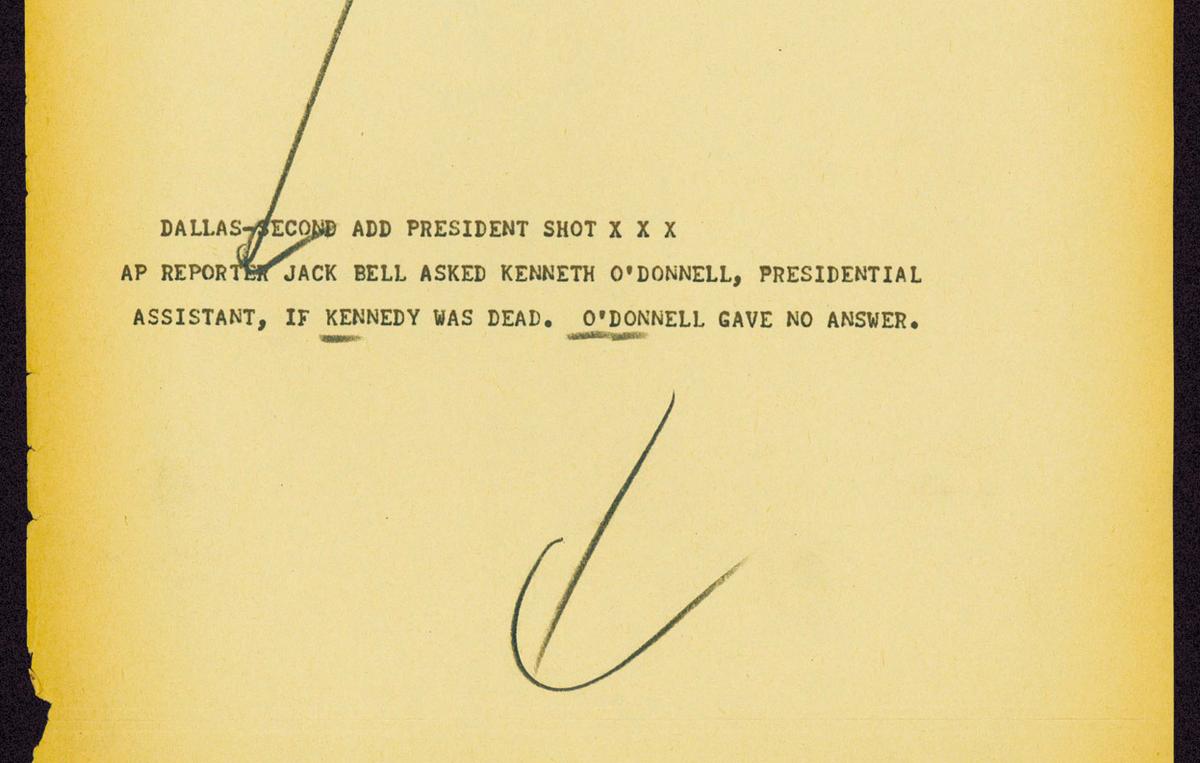 DALLAS-SECOND ADD PRESIDENT SHOT X X X
AP REPORTER JACK BELL ASKED KENNETH O'DONNELL, PRESIDENTIAL
ASSISTANT, IF KENNEDY WAS DEAD. O'DONNELL GAVE NO ANSWER.